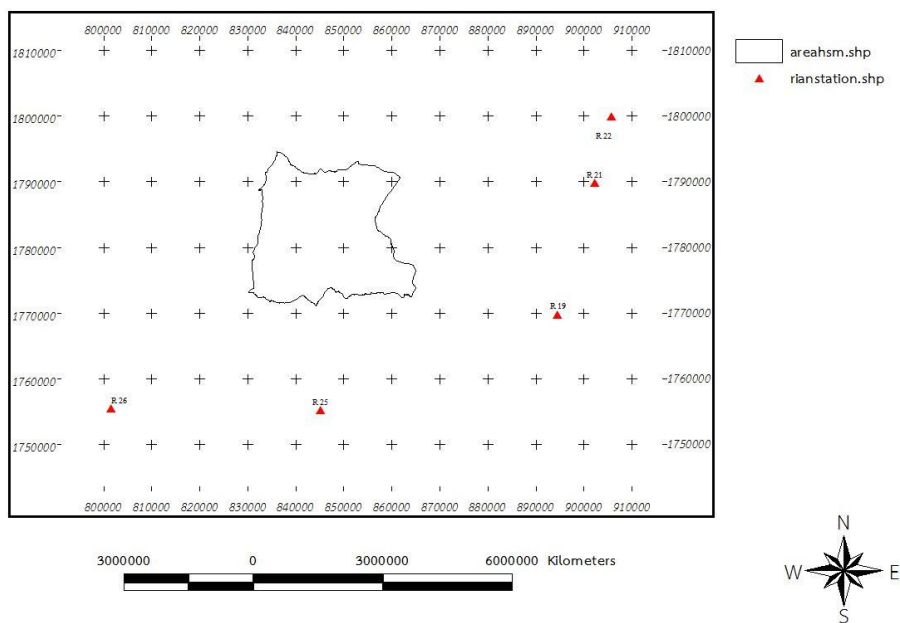 800000 810000 820000 830000 840000 850000 860000 870000 880000 890000 900000 910000
1810000 1810000
areahsm.shp
rianstation.shp
1800000 1800000
R 22
R 21
1790000 1790000
1780000 1780000
R 19
1770000 1770000
1760000 1760000
R 26
R 25
1750000 1750000
800000 810000 820000 830000 840000 850000 860000 870000 880000 890000 900000 910000
3000000 0 3000000 6000000 Kilometers
N
W E
S